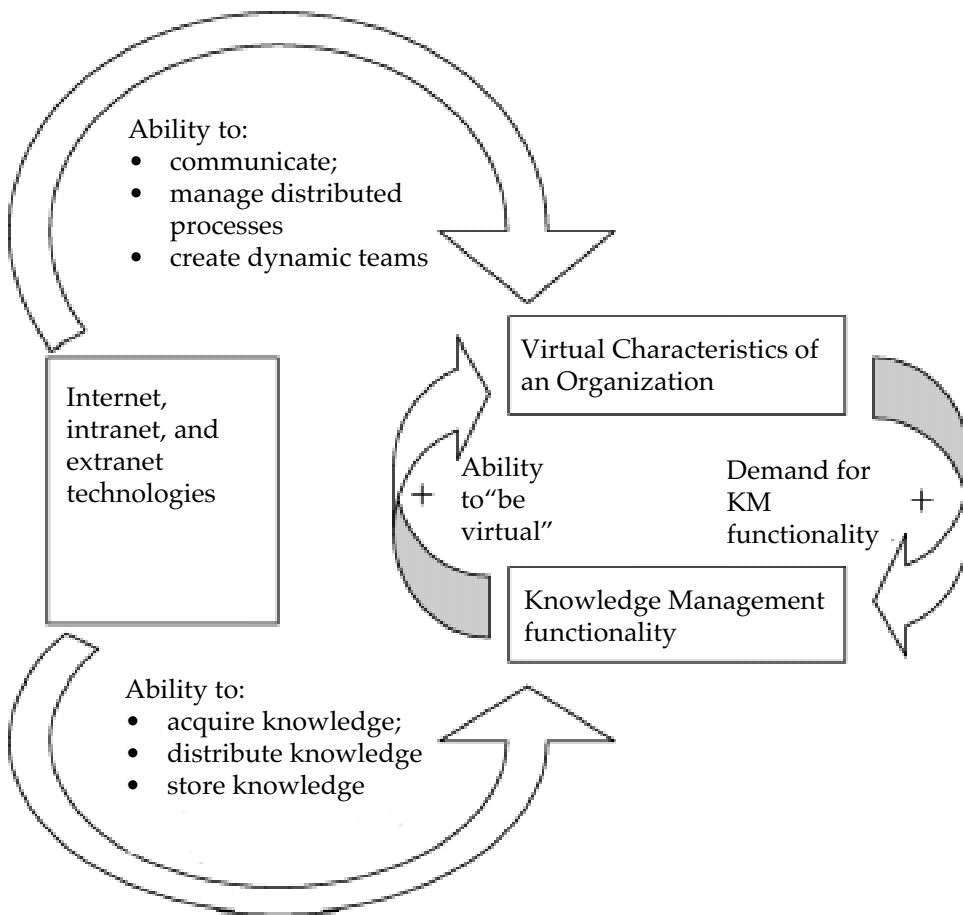 Ability to:
• communicate;
• manage distributed
processes
• create dynamic teams
Virtual Characteristics of
an Organization
Internet,
intranet, and
extranet
technologies
+
Ability
to“be
virtual”
Demand for
KM
functionality
+
Knowledge Management
functionality
Ability to:
• acquire knowledge;
• distribute knowledge
• store knowledge